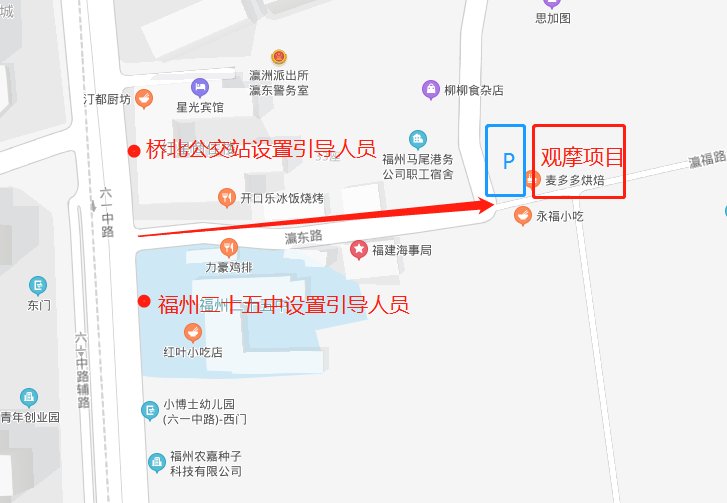 城
思加图
瀛洲派出所
瀛东警务室
汀都厨坊
星光宾馆
柳柳食杂店
桥北公交站设置引导人员
福州马尾港务
公司职工宿舍
P
观摩项目
麦多多烘焙
瀛福路
六一中路
开口乐冰饭烧烤
永福小吃
瀛东路
福建海事局
力豪鸡排
东门
福州二十五中设置引导人员
红叶小吃店
六一中路辅路
青年创业园
小博士幼儿园
(六一中路)-西门
福州农嘉种子
科技有限公司